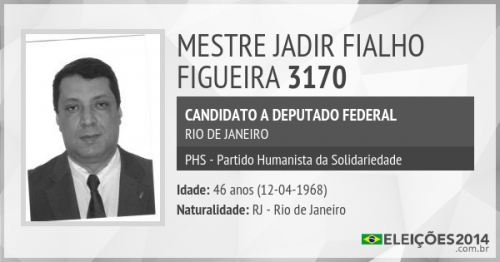 MESTRE JADIR FIALHO
FIGUEIRA 3170
CANDIDATO A DEPUTADO FEDERAL
RIO DE JANEIRO
PHS - Partido Humanista da Solidariedade
Idade: 46 anos (12-04-1968)
Naturalidade: RJ - Rio de Janeiro
ELEIÇÕES2014
.com.br